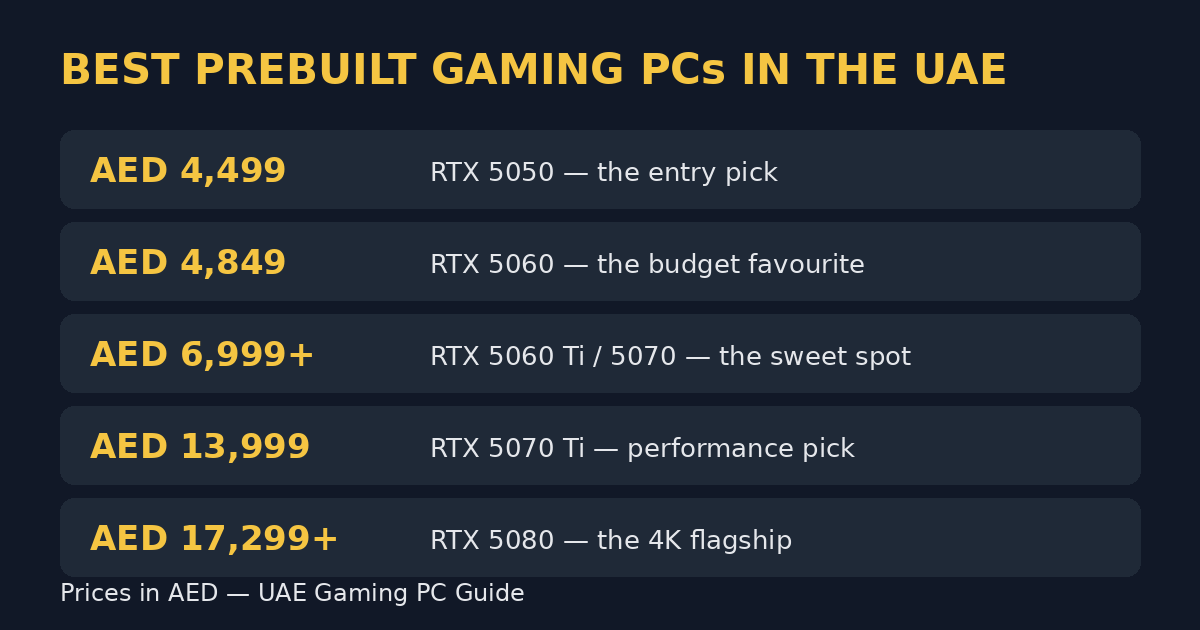 BEST PREBUILT GAMING PCs IN THE UAE
AED 4,499 RTX 5050 — the entry pick
AED 4,849 RTX 5060 — the budget favourite
AED 6,999+ RTX 5060 Ti / 5070 — the sweet spot
AED 13,999 RTX 5070 Ti — performance pick
AED 17,299+ RTX 5080 — the 4K flagship
Prices in AED — UAE Gaming PC Guide